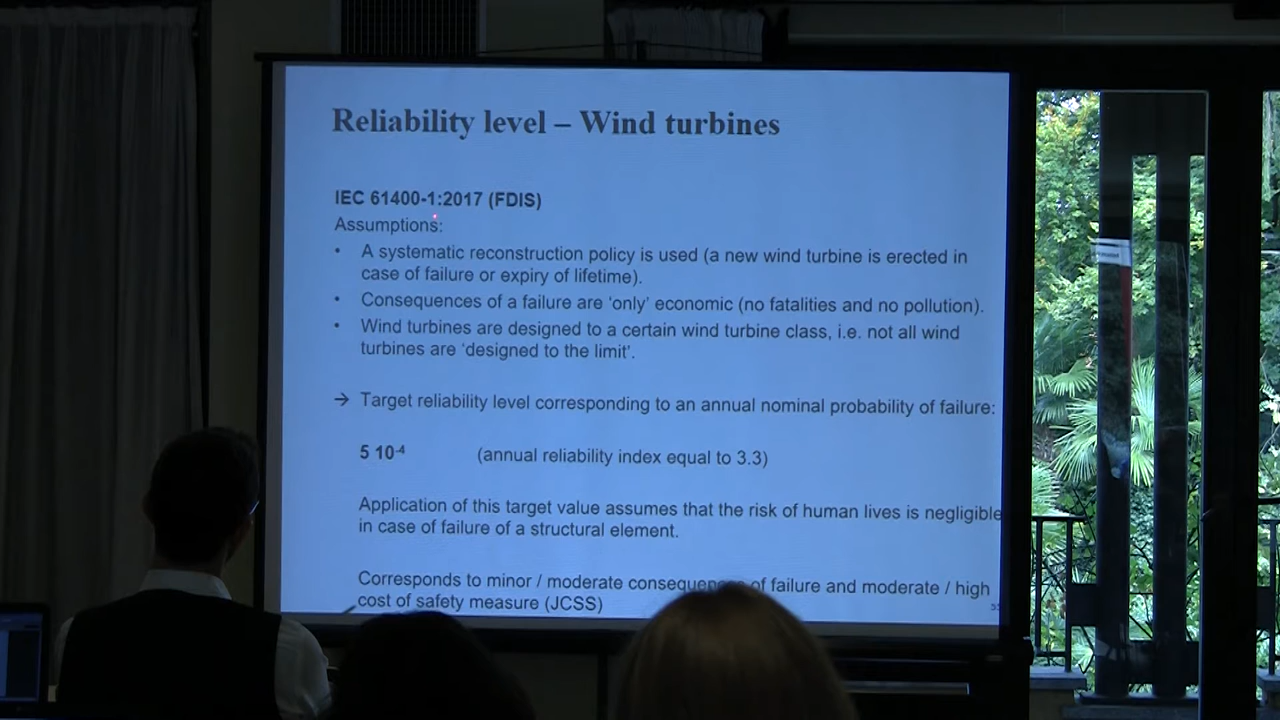 Reliability level – Wind turbines
IEC 61400-1:2017 (FDIS)
Assumptions:
• A systematic reconstruction policy is used (a new wind turbine is erected in
case of failure or expiry of lifetime).
• Consequences of a failure are ‘only’ economic (no fatalities and no pollution).
• Wind turbines are designed to a certain wind turbine class, i.e. not all wind
turbines are ‘designed to the limit’.
→ Target reliability level corresponding to an annual nominal probability of failure:
5 10⁻⁴ (annual reliability index equal to 3.3)
Application of this target value assumes that the risk of human lives is negligible
in case of failure of a structural element.
Corresponds to minor / moderate consequences of failure and moderate / high
cost of safety measure (JCSS)